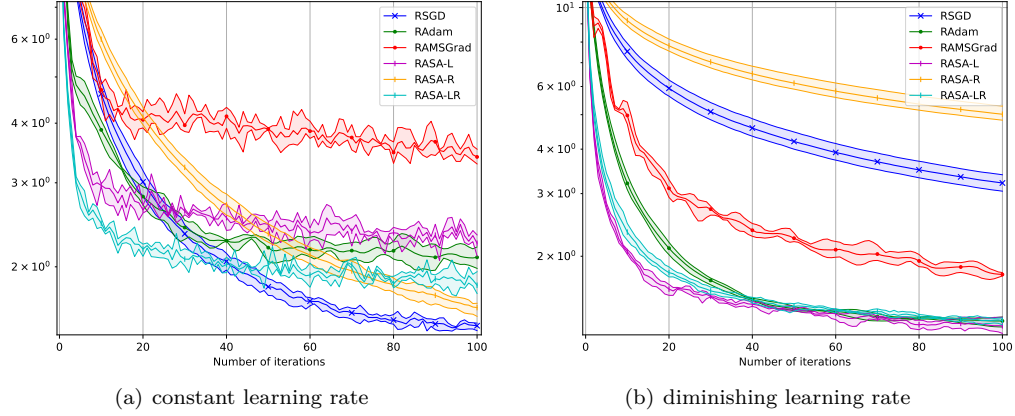 RSGD
RAdam
RAMSGrad
RASA-L
RASA-R
RASA-LR
6 × 10⁰
4 × 10⁰
3 × 10⁰
2 × 10⁰
0 20 40 60 80 100
Number of iterations
(a) constant learning rate
10¹
RSGD
RAdam
RAMSGrad
RASA-L
RASA-R
RASA-LR
6 × 10⁰
4 × 10⁰
3 × 10⁰
2 × 10⁰
0 20 40 60 80 100
Number of iterations
(b) diminishing learning rate